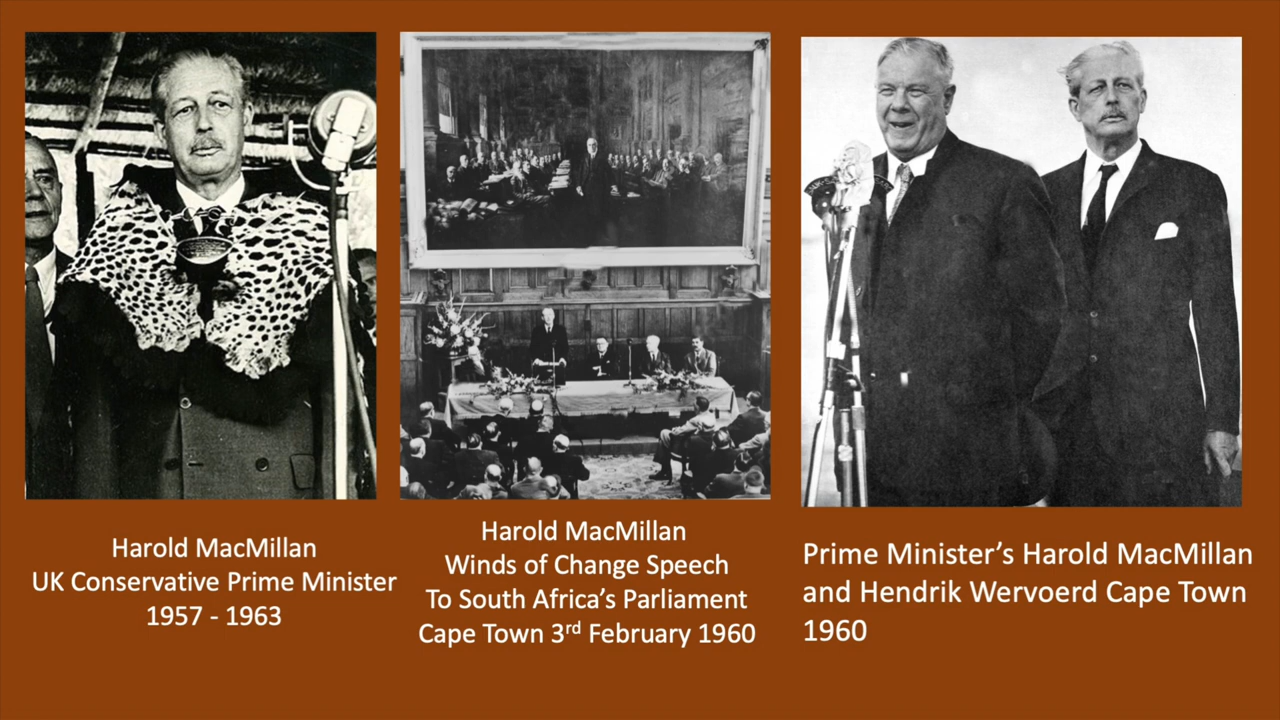 Harold MacMillan
UK Conservative Prime Minister
1957 - 1963
Harold MacMillan
Winds of Change Speech
To South Africa’s Parliament
Cape Town 3rd February 1960
Prime Minister’s Harold MacMillan
and Hendrik Wervoerd Cape Town
1960